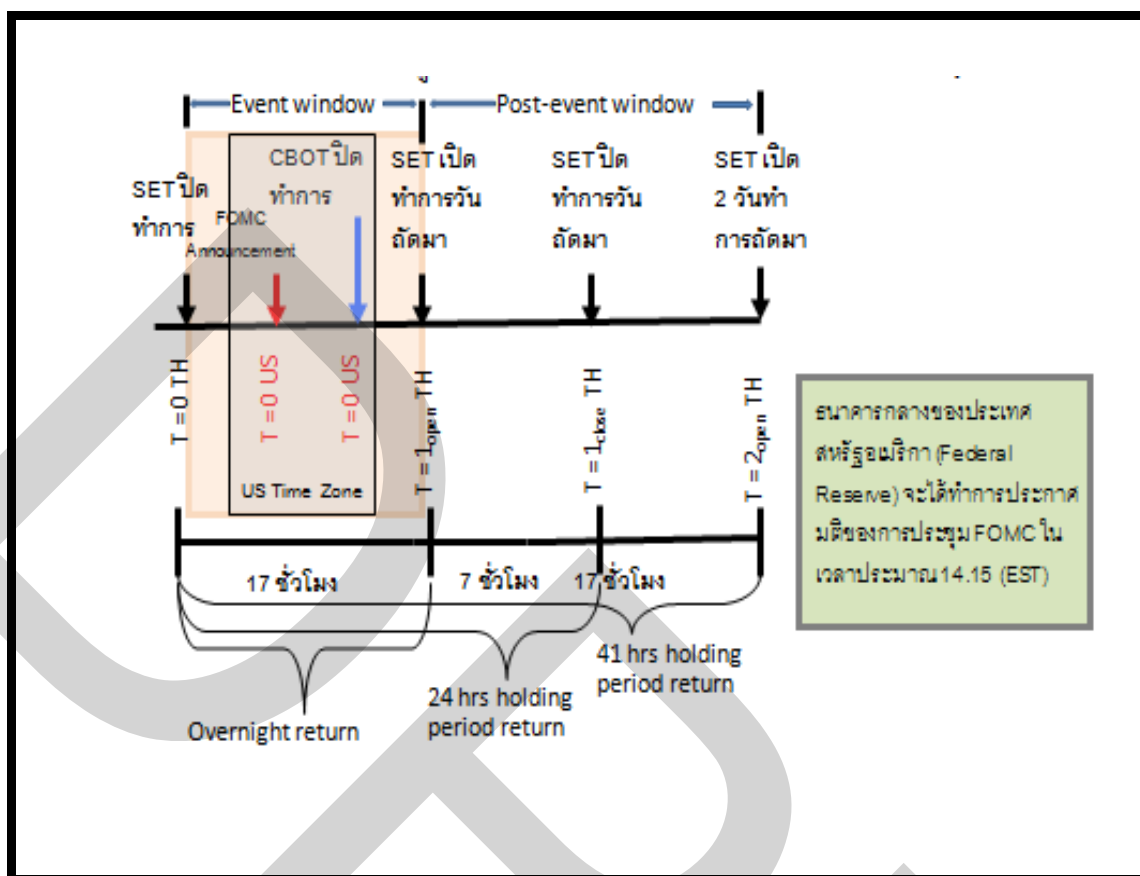 Event window
Post-event window
SET ปิด
ทำการ
FOMC
Announcement
CBOT ปิด
ทำการ
SET เปิด
ทำการวัน
ถัดมา
SET ปิด
ทำการวัน
ถัดมา
SET เปิด
2 วันทำ
การถัดมา
T =0 TH
T =0 US
T =0 US
US Time Zone
T = 1open TH
T = 1close TH
T = 2open TH
17 ชั่วโมง
7 ชั่วโมง
17 ชั่วโมง
Overnight return
24 hrs holding
period return
41 hrs holding
period return
ธนาคารกลางของประเทศ
สหรัฐอเมริกา (Federal
Reserve) จะได้ทำการประกาศ
มติของการประชุม FOMC ใน
เวลาประมาณ 14.15 (EST)